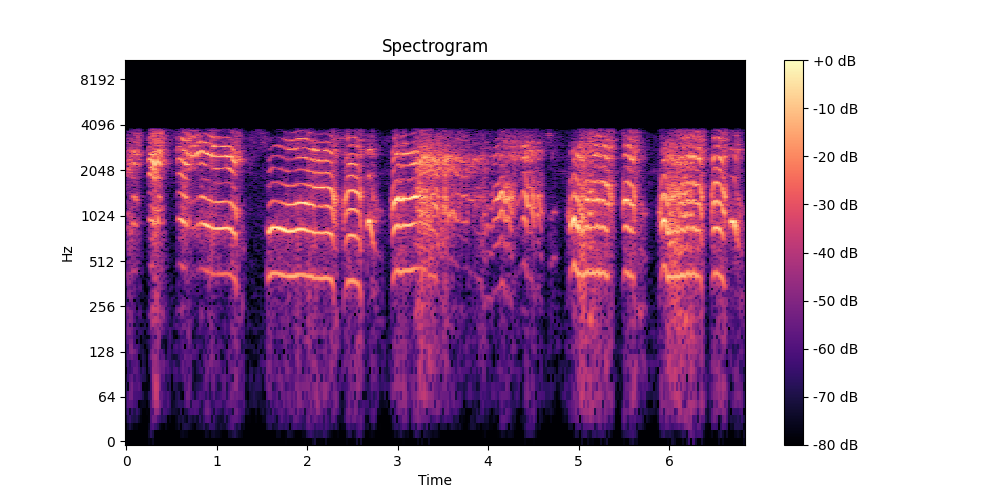 Spectrogram
8192
4096
2048
1024
512
256
128
64
0
Hz
0 1 2 3 4 5 6
Time
+0 dB
-10 dB
-20 dB
-30 dB
-40 dB
-50 dB
-60 dB
-70 dB
-80 dB